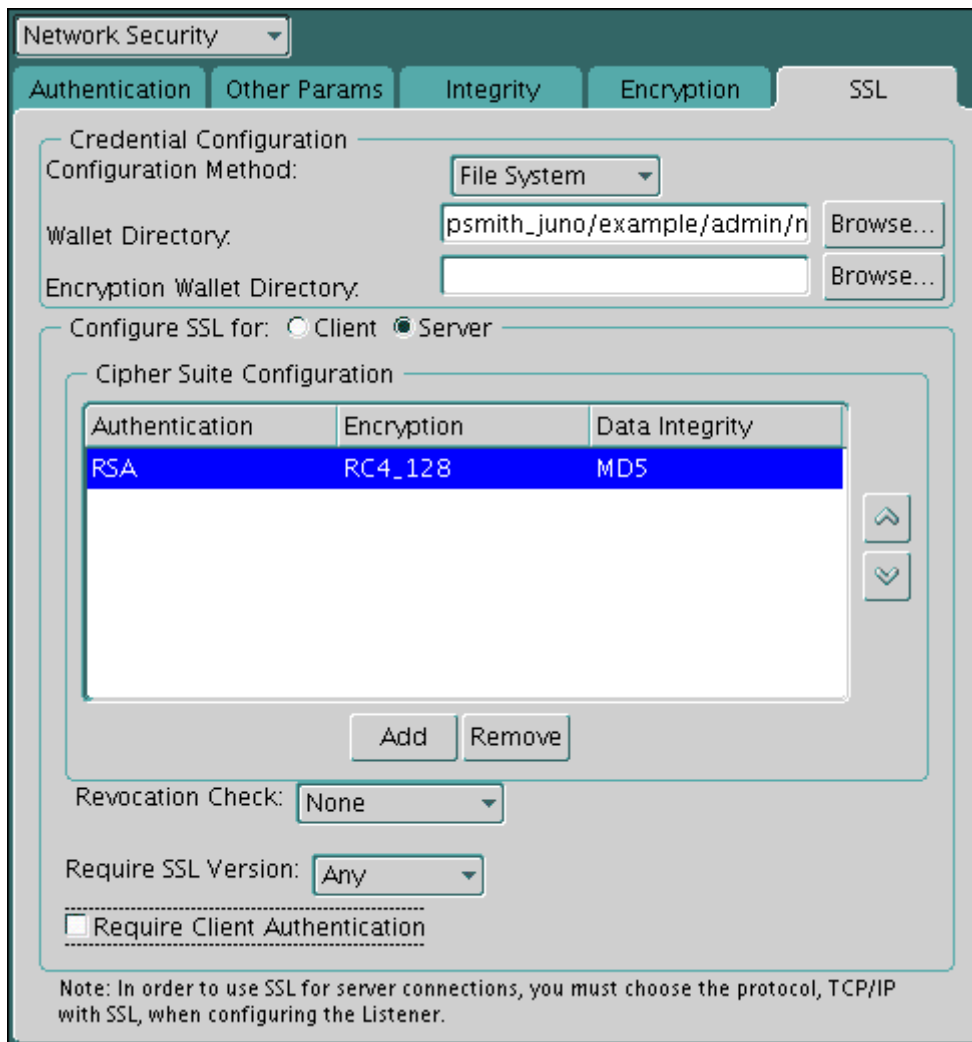 Network Security
Authentication Other Params Integrity Encryption SSL
Credential Configuration
Configuration Method: File System
Wallet Directory: psmith_juno/example/admin/n Browse...
Encryption Wallet Directory: Browse...
Configure SSL for: Client Server
Cipher Suite Configuration
Authentication Encryption Data Integrity
RSA RC4_128 MD5
Add Remove
Revocation Check: None
Require SSL Version: Any
Require Client Authentication
Note: In order to use SSL for server connections, you must choose the protocol, TCP/IP
with SSL, when configuring the Listener.